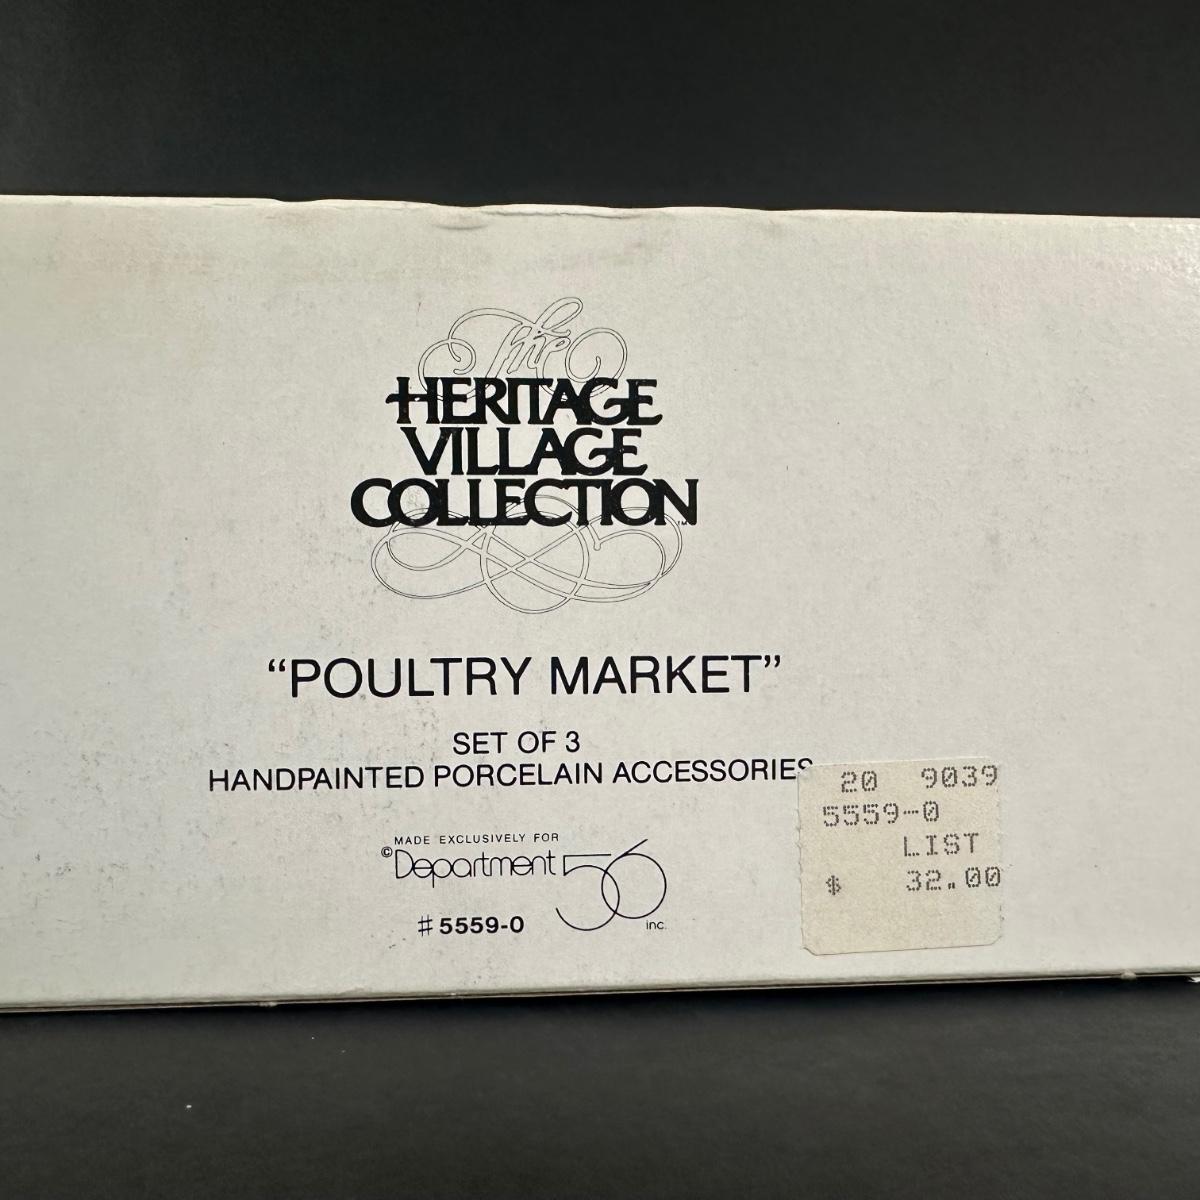 The
HERITAGE
VILLAGE
COLLECTION™
“POULTRY MARKET”
SET OF 3
HANDPAINTED PORCELAIN ACCESSORIES
MADE EXCLUSIVELY FOR
©Department 56 inc.
#5559-0
20 9039
5559-0
LIST
$ 32.00